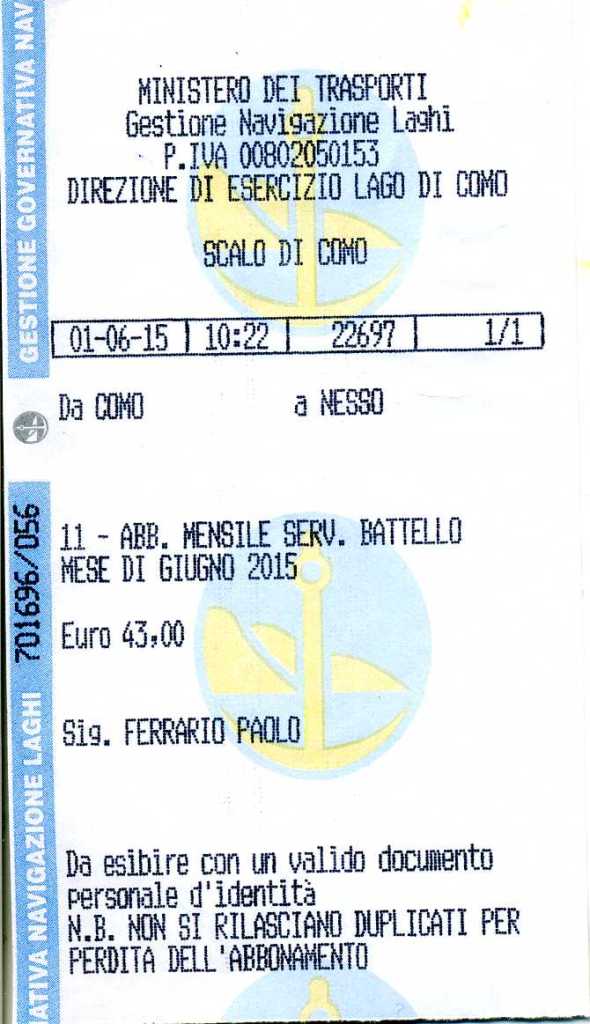 MINISTERO DEI TRASPORTI
Gestione Navigazione Laghi
P.IVA 00802050153
DIREZIONE DI ESERCIZIO LAGO DI COMO
SCALO DI COMO
01-06-15 10:22 22697 1/1
Da COMO a NESSO
11 - ABB. MENSILE SERV. BATTELLO
MESE DI GIUGNO 2015
Euro 43,00
Sig. FERRARIO PAOLO
Da esibire con un valido documento
personale d'identità
N.B. NON SI RILASCIANO DUPLICATI PER
PERDITA DELL'ABBONAMENTO
GESTIONE GOVERNATIVA NAV
701696/056
ATIVA NAVIGAZIONE LAGHI